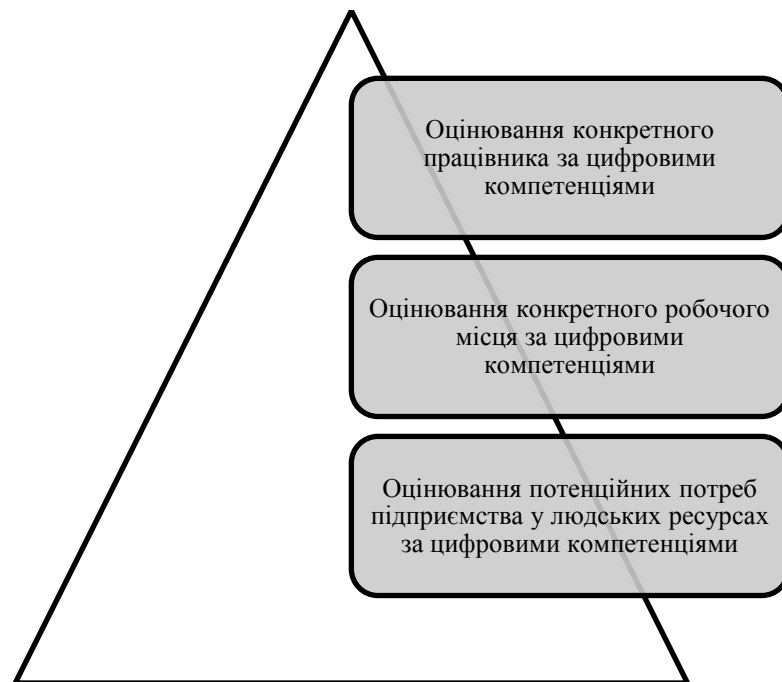 Оцінювання конкретного
працівника за цифровими
компетенціями
Оцінювання конкретного робочого
місця за цифровими
компетенціями
Оцінювання потенційних потреб
підприємства у людських ресурсах
за цифровими компетенціями